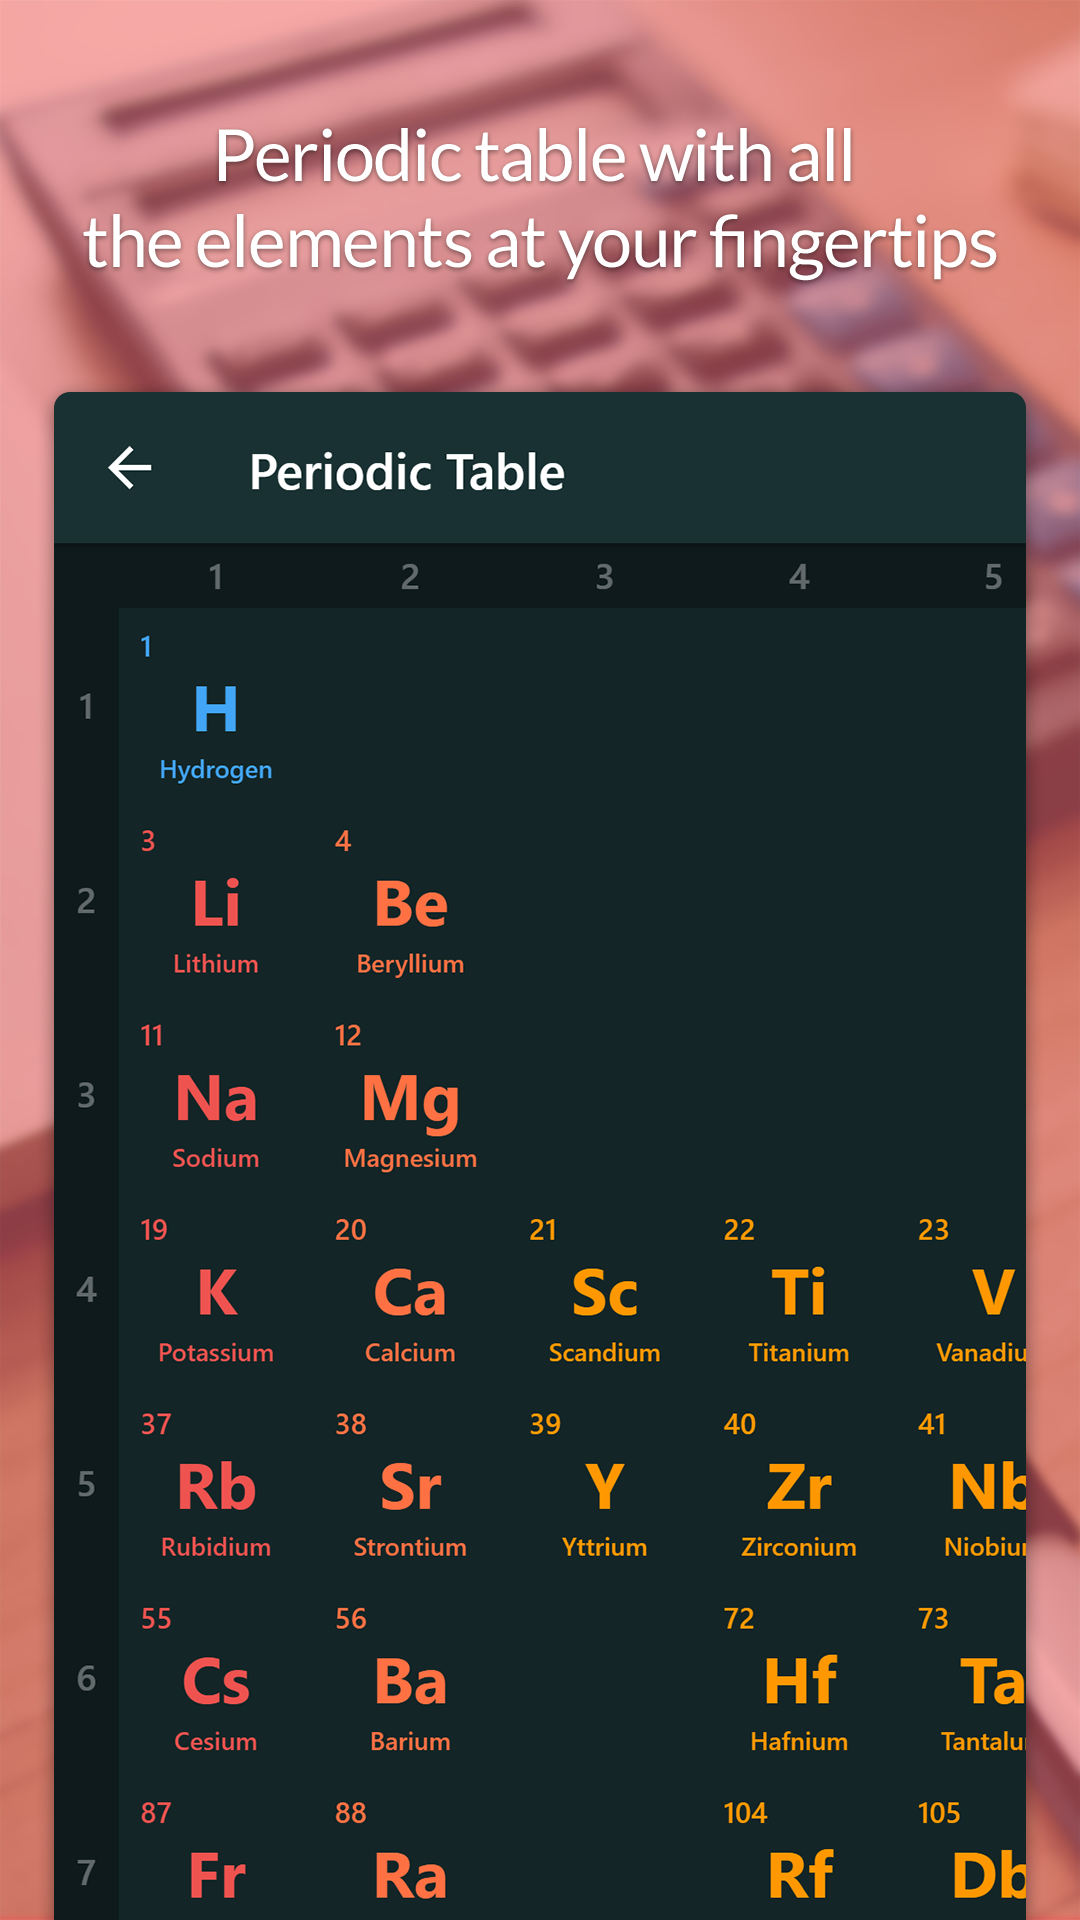 Periodic table with all
the elements at your fingertips
Periodic Table
1 2 3 4 5
1
1
H
Hydrogen
3 4
2
Li Be
Lithium Beryllium
11 12
3
Na Mg
Sodium Magnesium
19 20 21 22 23
4
K Ca Sc Ti V
Potassium Calcium Scandium Titanium Vanadiu
37 38 39 40 41
5
Rb Sr Y Zr Nb
Rubidium Strontium Yttrium Zirconium Niobiu
55 56 72 73
6
Cs Ba Hf Ta
Cesium Barium Hafnium Tantalu
87 88 104 105
7
Fr Ra Rf Db